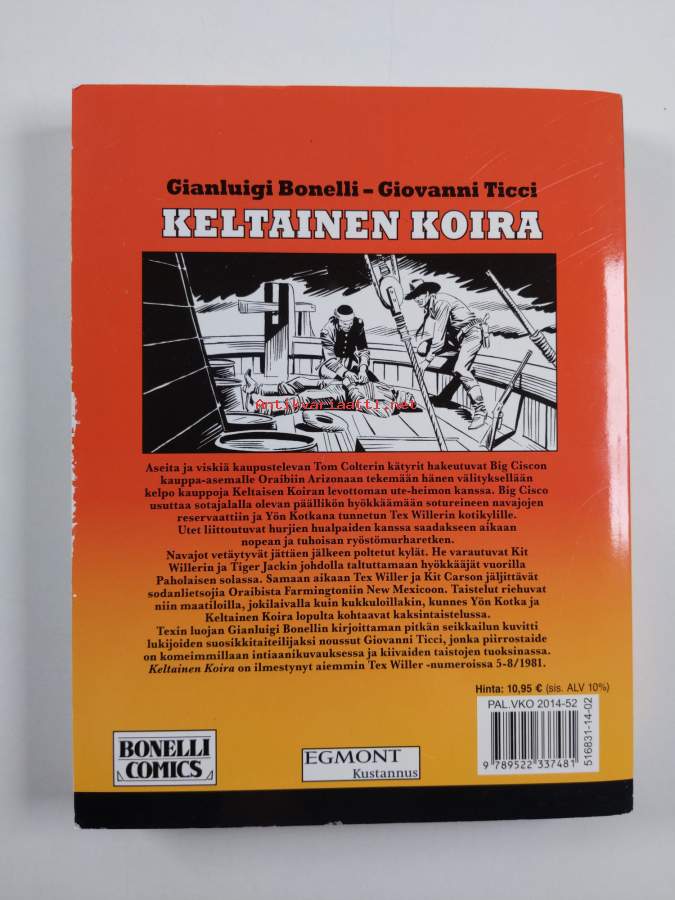 Gianluigi Bonelli – Giovanni Ticci
KELTAINEN KOIRA
Antikvariaatti.net
Aseita ja viskiä kaupustelevan Tom Colterin kätyrit hakeutuvat Big Ciscon
kauppa-asemalle Oraibiin Arizonaan tekemään hänen välityksellään
kelpo kauppoja Keltaisen Koiran levottoman ute-heimon kanssa. Big Cisco
usuttaa sotajalalla olevan päällikön hyökkäämään sotureineen navajojen
reservaattiin ja Yön Kotkana tunnetun Tex Willerin kotikylille.
Utet liittoutuvat hurjien hualpaiden kanssa saadakseen aikaan
nopean ja tuhoisan ryöstömurharetken.
Navajot vetäytyvät jättäen jälkeen poltetut kylät. He varautuvat Kit
Willerin ja Tiger Jackin johdolla taltuttamaan hyökkääjät vuorilla
Paholaisen solassa. Samaan aikaan Tex Willer ja Kit Carson jäljittävät
sodanlietsojia Oraibista Farmingtoniin New Mexicoon. Taistelut riehuvat
niin maatiloilla, jokilaivalla kuin kukkuloillakin, kunnes Yön Kotka ja
Keltainen Koira lopulta kohtaavat kaksintaistelussa.
Texin luojan Gianluigi Bonellin kirjoittaman pitkän seikkailun kuvitti
lukijoiden suosikkitaiteilijaksi noussut Giovanni Ticci, jonka piirrostaide
on komeimmillaan intiaanikuvauksessa ja kiivaiden taistojen tuoksinassa.
Keltainen Koira on ilmestynyt aiemmin Tex Willer -numeroissa 5-8/1981.
Hinta: 10,95 € (sis. ALV 10%)
PAL.VKO 2014-52
516831-14-02
9 789522 337481
BONELLI
COMICS
EGMONT
Kustannus